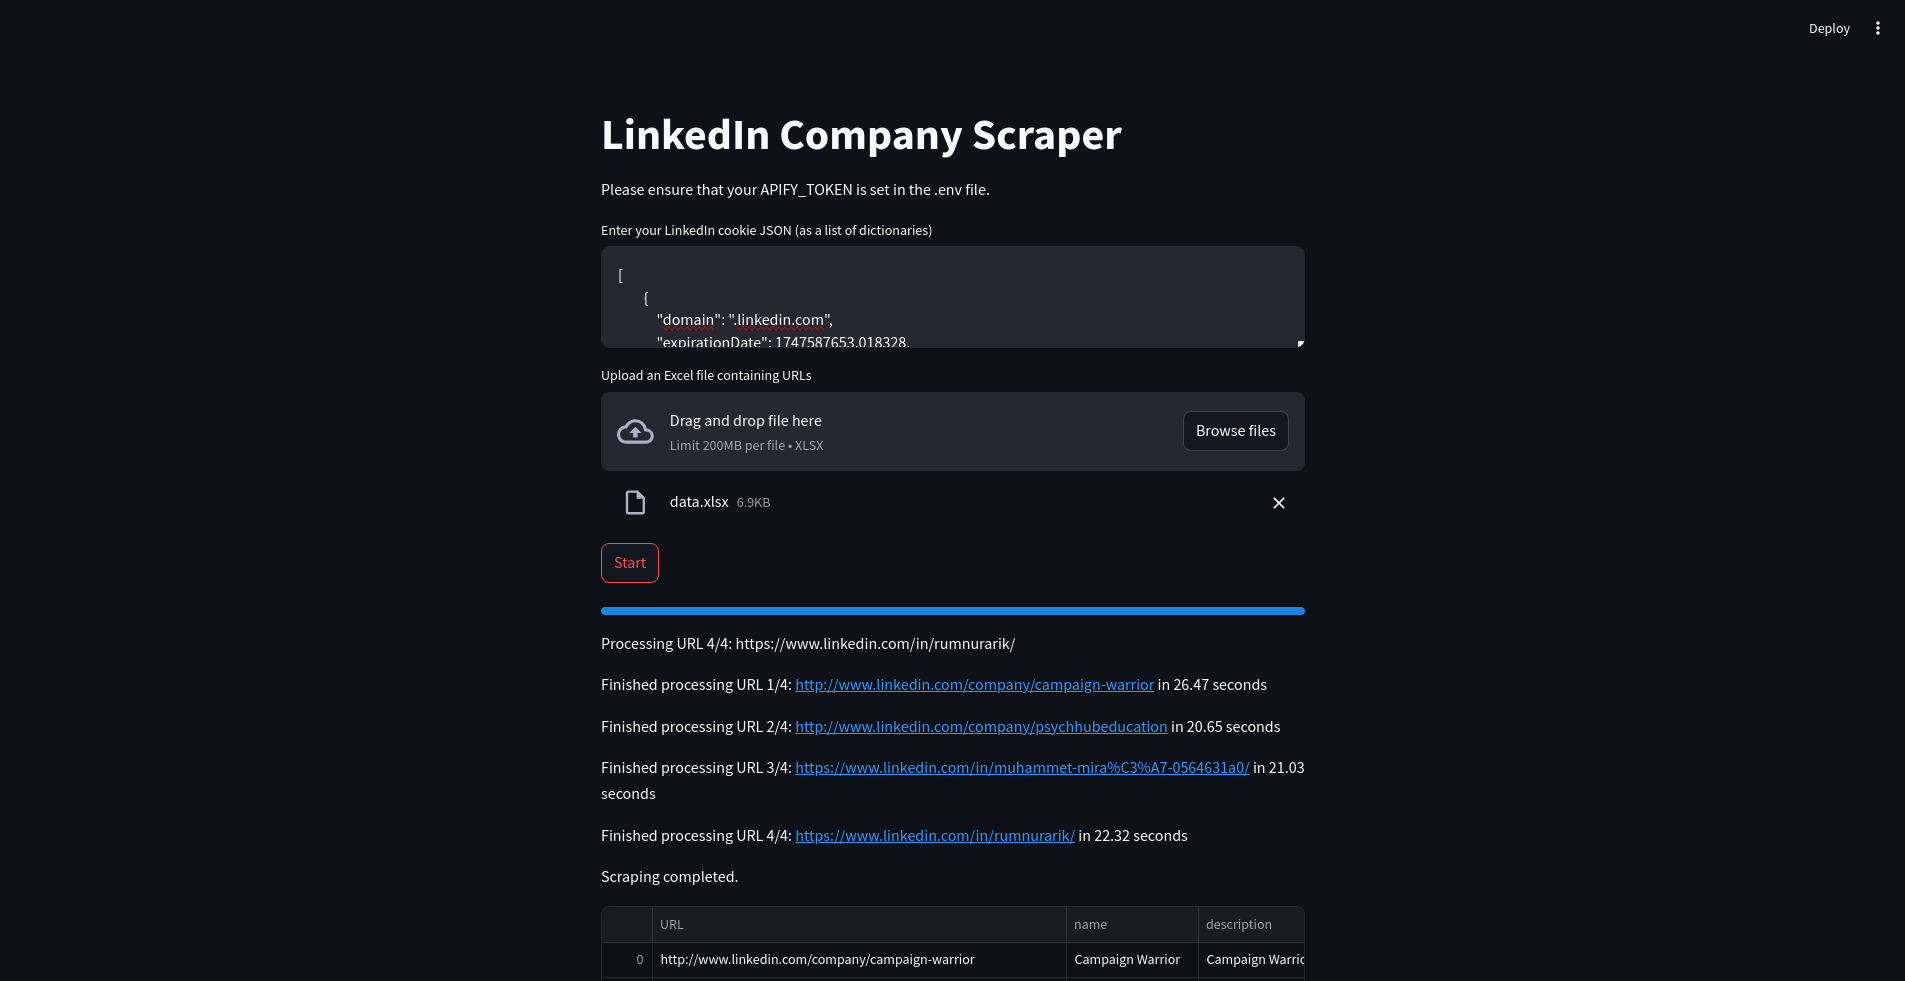 Deploy
LinkedIn Company Scraper
Please ensure that your APIFY_TOKEN is set in the .env file.
Enter your LinkedIn cookie JSON (as a list of dictionaries)
[
{
"domain": ".linkedin.com",
"expirationDate": 1747587653.018328,
Upload an Excel file containing URLs
Drag and drop file here
Limit 200MB per file • XLSX
Browse files
data.xlsx 6.9KB
Start
Processing URL 4/4: https://www.linkedin.com/in/rumnurarik/
Finished processing URL 1/4: http://www.linkedin.com/company/campaign-warrior in 26.47 seconds
Finished processing URL 2/4: http://www.linkedin.com/company/psychhubeducation in 20.65 seconds
Finished processing URL 3/4: https://www.linkedin.com/in/muhammet-mira%C3%A7-0564631a0/ in 21.03
seconds
Finished processing URL 4/4: https://www.linkedin.com/in/rumnurarik/ in 22.32 seconds
Scraping completed.
URL name description
0 http://www.linkedin.com/company/campaign-warrior Campaign Warrior Campaign Warric